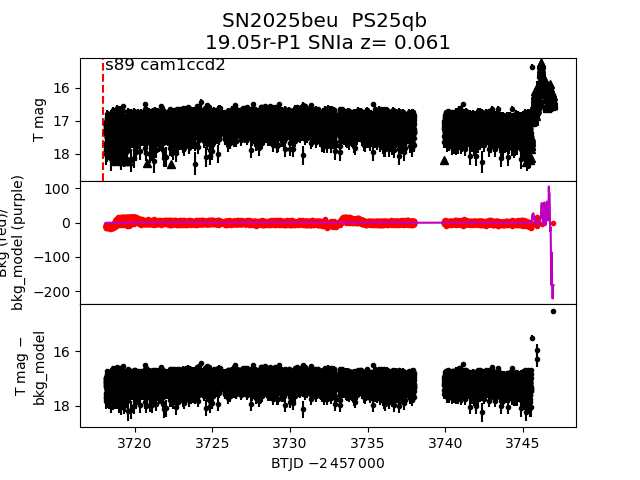 SN2025beu PS25qb
19.05r-P1 SNIa z= 0.061
s89 cam1ccd2
T mag
16
17
18
Bkg (red)/
bkg_model (purple)
100
0
−100
−200
T mag −
bkg_model
16
18
3720 3725 3730 3735 3740 3745
BTJD −2 457 000